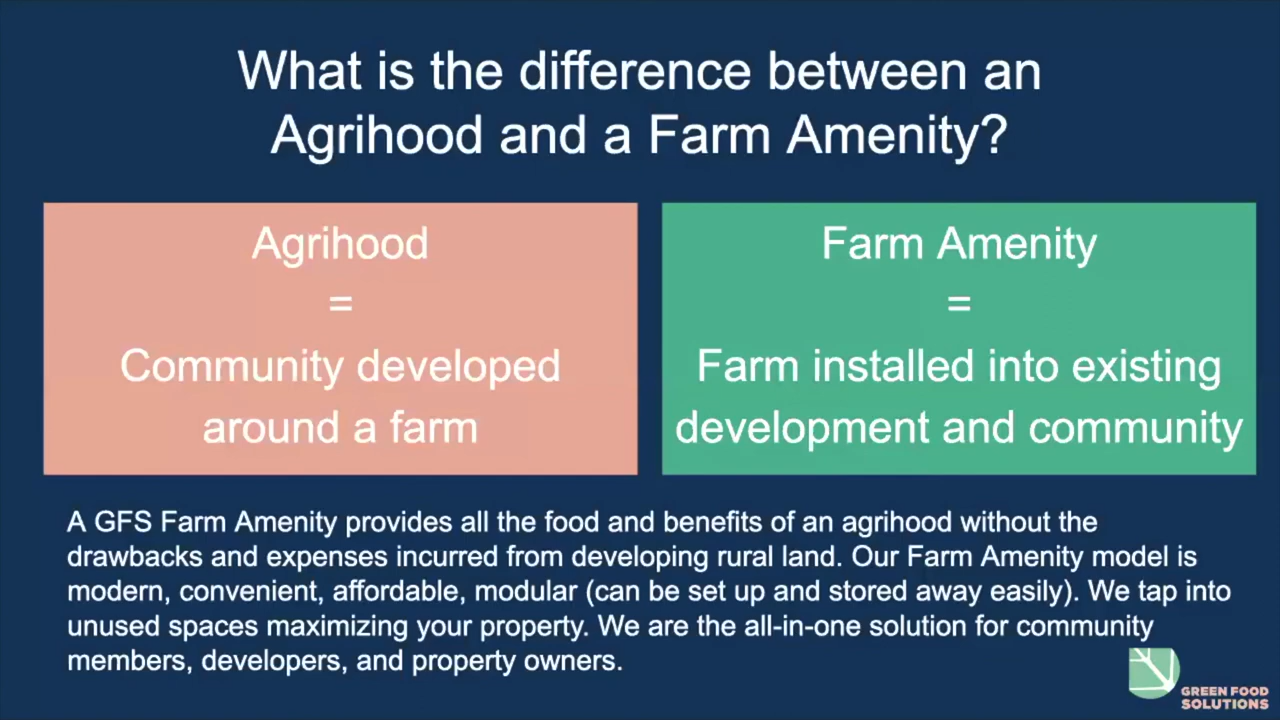 What is the difference between an
Agrihood and a Farm Amenity?
Agrihood
=
Community developed
around a farm
Farm Amenity
=
Farm installed into existing
development and community
A GFS Farm Amenity provides all the food and benefits of an agrihood without the
drawbacks and expenses incurred from developing rural land. Our Farm Amenity model is
modern, convenient, affordable, modular (can be set up and stored away easily). We tap into
unused spaces maximizing your property. We are the all-in-one solution for community
members, developers, and property owners.
GREEN FOOD
SOLUTIONS